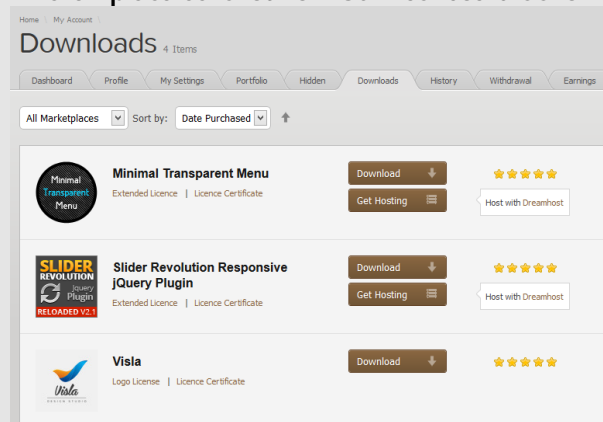 Home \ My Account \
Downloads 4 Items
Dashboard Profile My Settings Portfolio Hidden Downloads History Withdrawal Earnings
All Marketplaces Sort by: Date Purchased
Minimal
Transparent
Menu
Minimal Transparent Menu
Extended Licence | Licence Certificate
Download
Get Hosting
Host with Dreamhost
SLIDER
REVOLUTION
jQuery
Plugin
RELOADED V2.1
Slider Revolution Responsive
jQuery Plugin
Extended Licence | Licence Certificate
Download
Get Hosting
Host with Dreamhost
Visla
DESIGN STUDIO
Visla
Logo License | Licence Certificate
Download